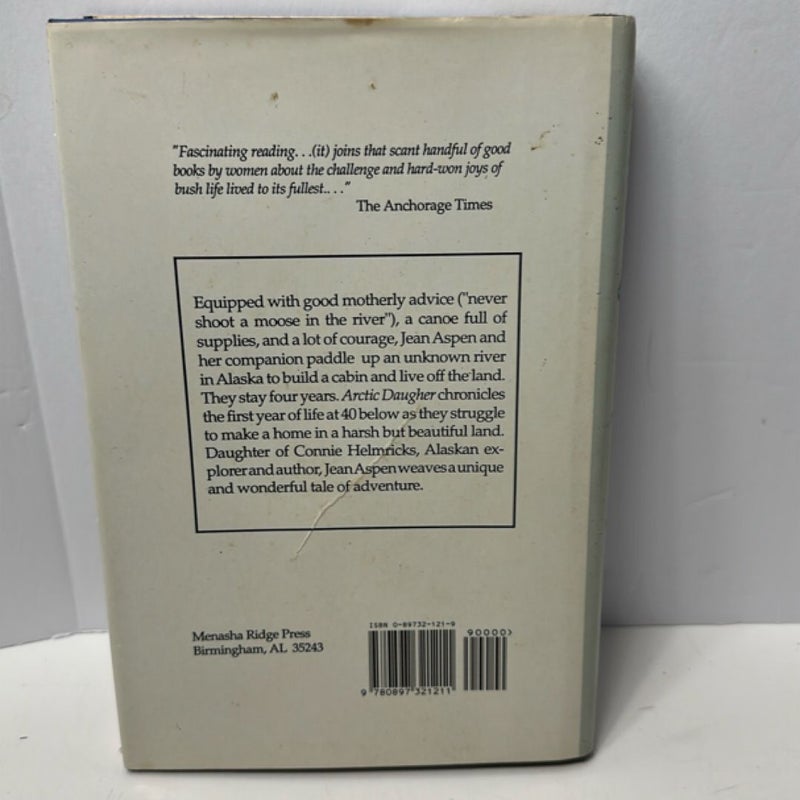 "Fascinating reading. . .(it) joins that scant handful of good
books by women about the challenge and hard-won joys of
bush life lived to its fullest.. . ."
The Anchorage Times
Equipped with good motherly advice ("never
shoot a moose in the river"), a canoe full of
supplies, and a lot of courage, Jean Aspen and
her companion paddle up an unknown river
in Alaska to build a cabin and live off the land.
They stay four years. Arctic Daugher chronicles
the first year of life at 40 below as they struggle
to make a home in a harsh but beautiful land.
Daughter of Connie Helmricks, Alaskan ex-
plorer and author, Jean Aspen weaves a unique
and wonderful tale of adventure.
Menasha Ridge Press
Birmingham, AL 35243
ISBN 0-89732-121-9
90000>
9 780897 321211